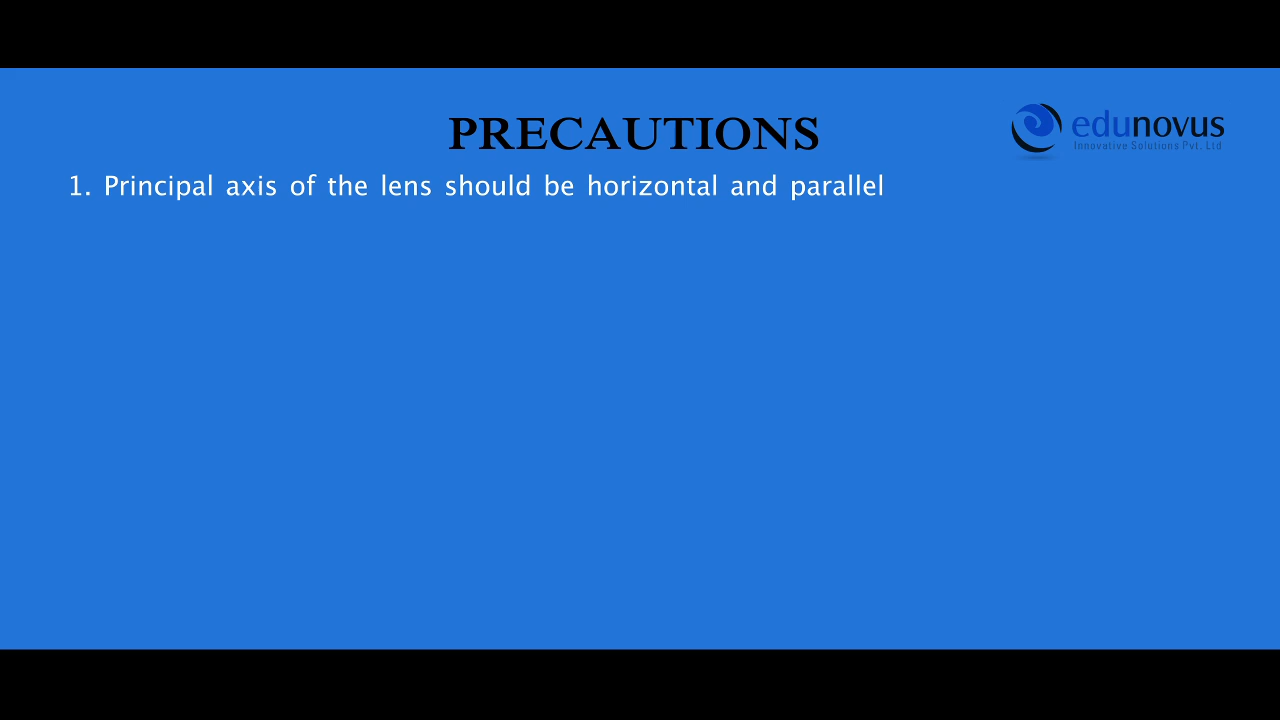 PRECAUTIONS
edunovus
Innovative Solutions Pvt. Ltd
1. Principal axis of the lens should be horizontal and parallel